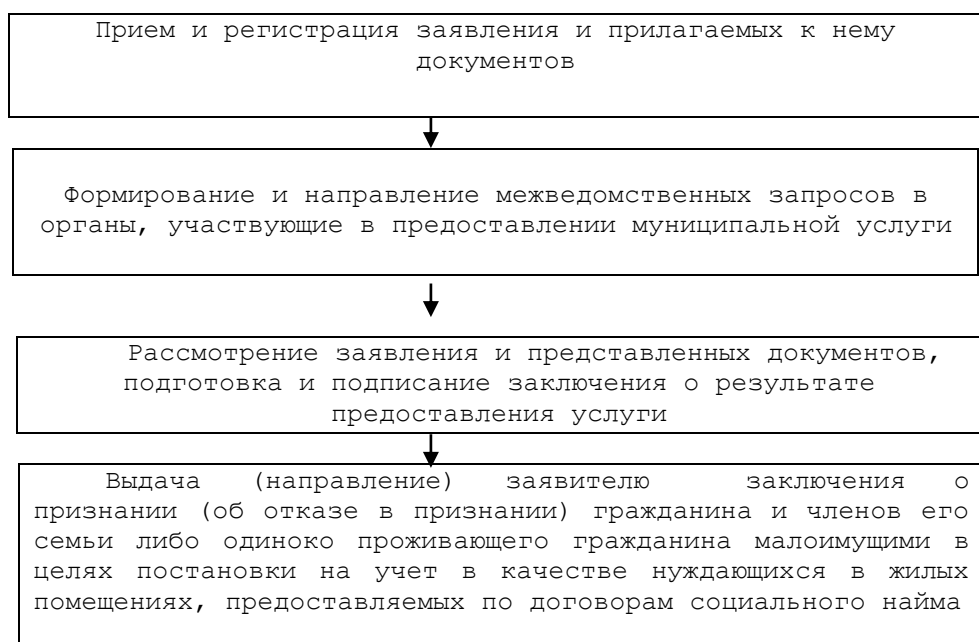 Прием и регистрация заявления и прилагаемых к нему
документов
Формирование и направление межведомственных запросов в
органы, участвующие в предоставлении муниципальной услуги
Рассмотрение заявления и представленных документов,
подготовка и подписание заключения о результате
предоставления услуги
Выдача (направление) заявителю заключения о
признании (об отказе в признании) гражданина и членов его
семьи либо одиноко проживающего гражданина малоимущими в
целях постановки на учет в качестве нуждающихся в жилых
помещениях, предоставляемых по договорам социального найма